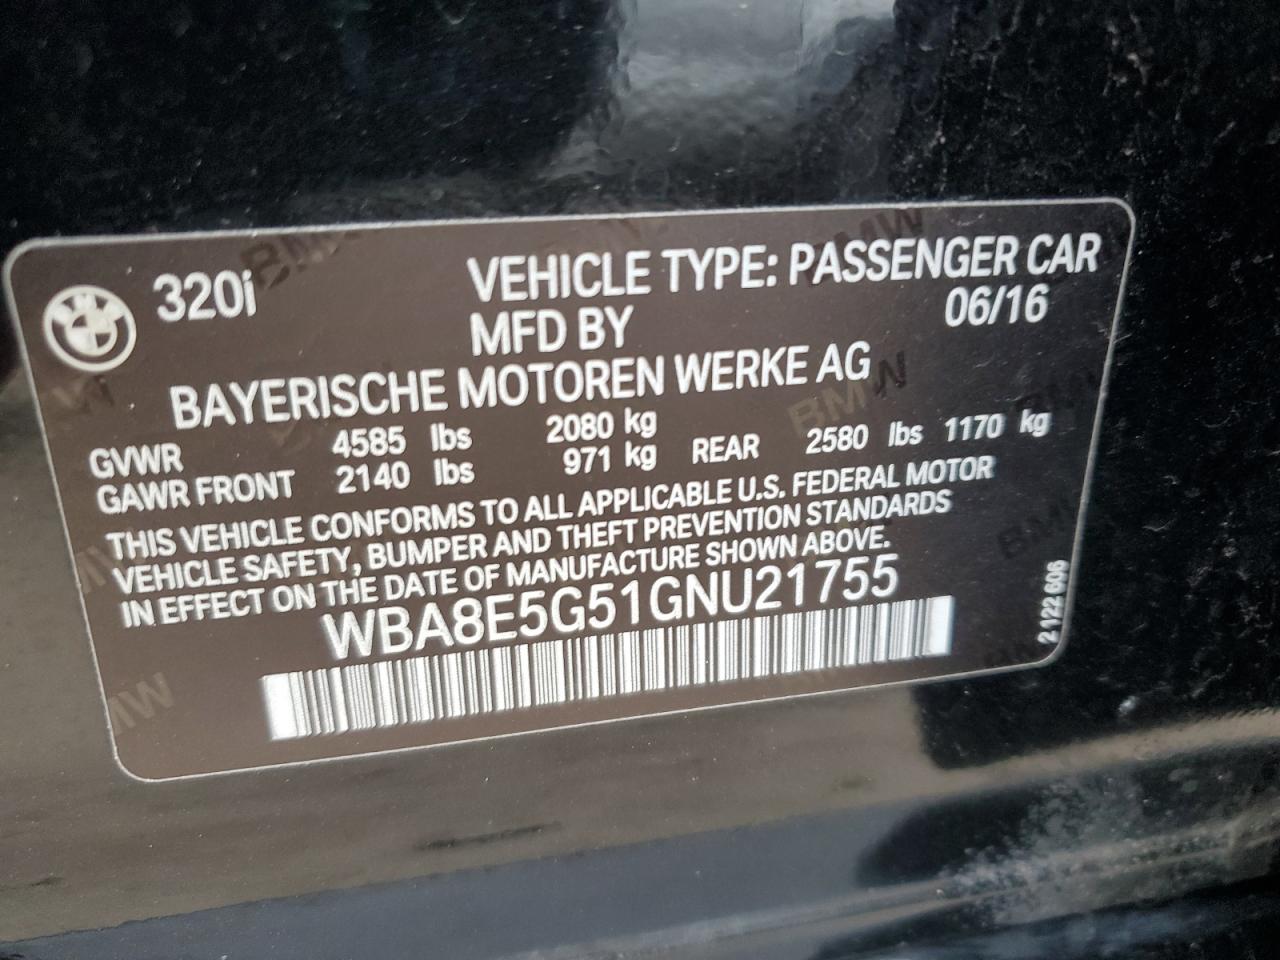 320i VEHICLE TYPE: PASSENGER CAR
MFD BY 06/16
BAYERISCHE MOTOREN WERKE AG
GVWR 4585 lbs 2080 kg
GAWR FRONT 2140 lbs 971 kg REAR 2580 lbs 1170 kg
THIS VEHICLE CONFORMS TO ALL APPLICABLE U.S. FEDERAL MOTOR
VEHICLE SAFETY, BUMPER AND THEFT PREVENTION STANDARDS
IN EFFECT ON THE DATE OF MANUFACTURE SHOWN ABOVE.
WBA8E5G51GNU21755
2 122 606